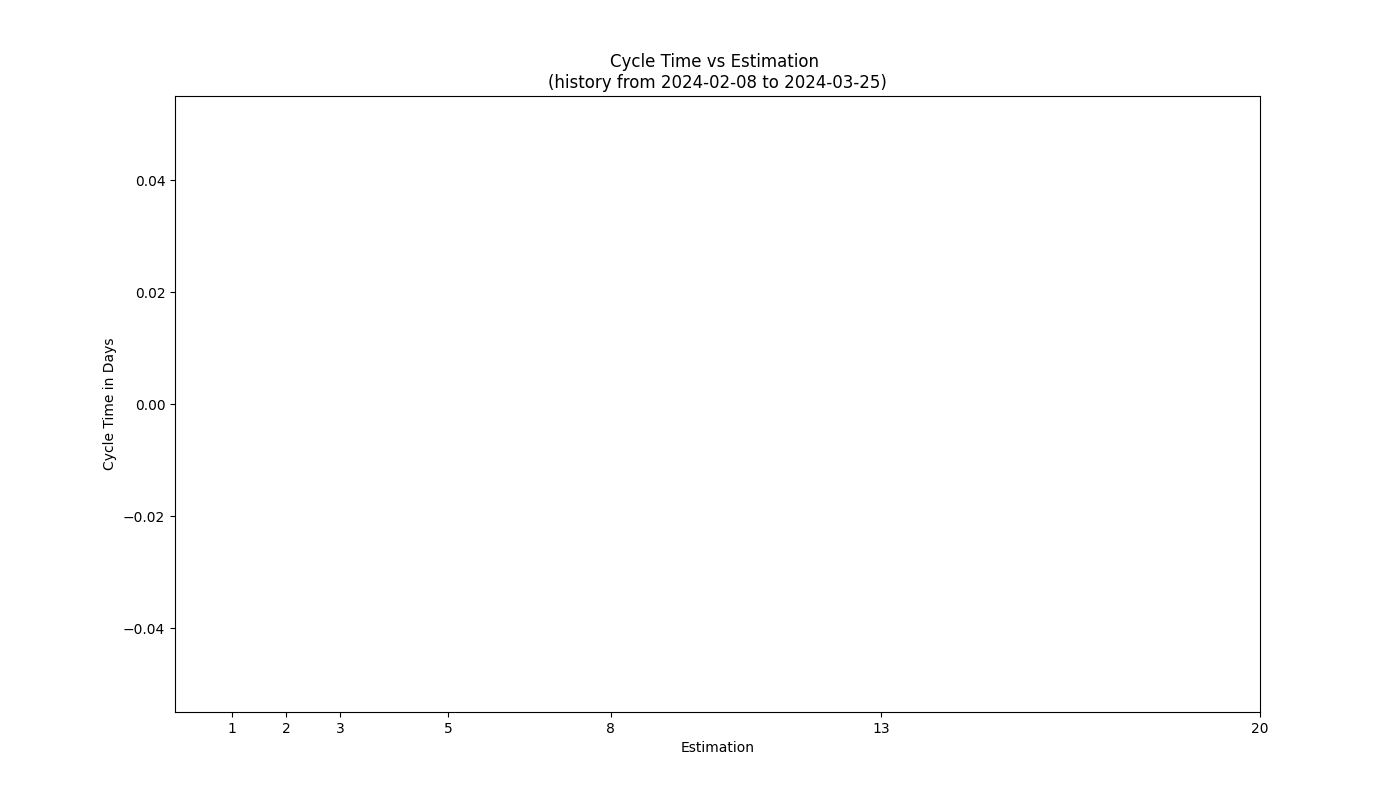 Cycle Time vs Estimation
(history from 2024-02-08 to 2024-03-25)
0.04
0.02
0.00
−0.02
−0.04
Cycle Time in Days
1 2 3 5 8 13 20
Estimation